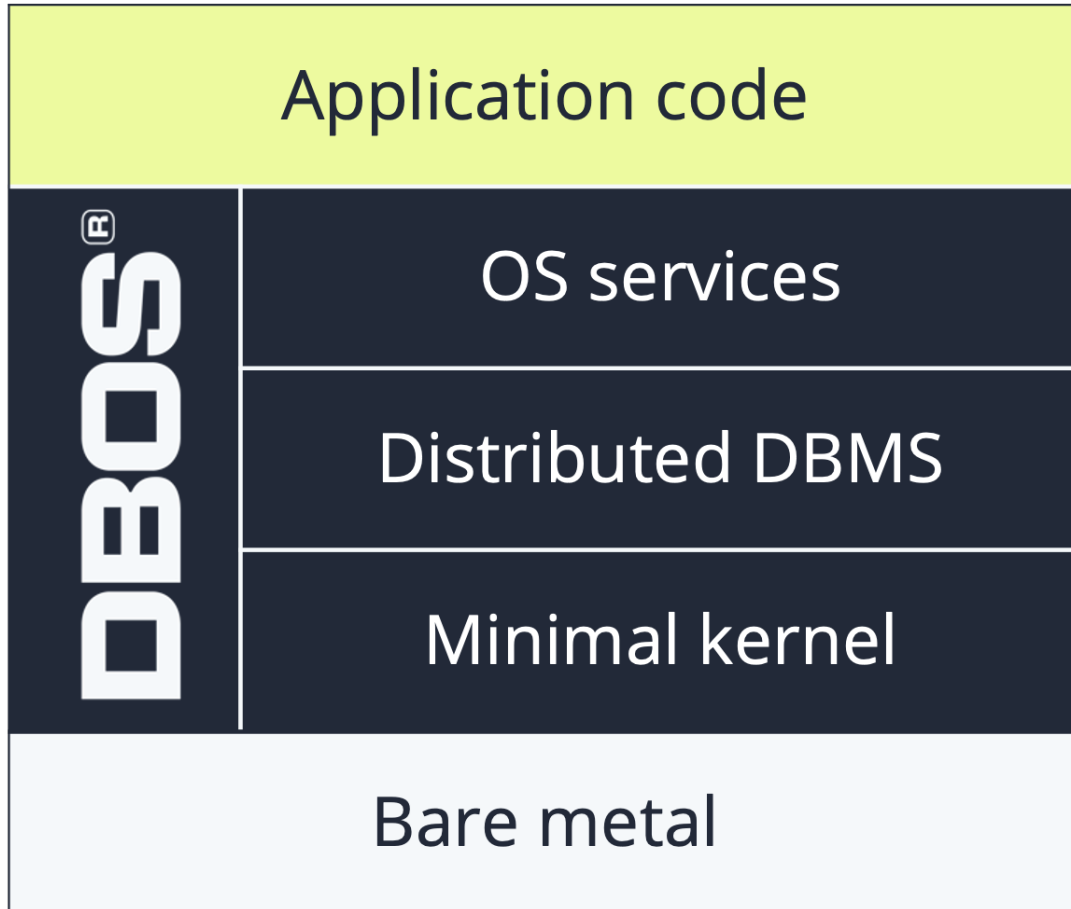 Application code
DBOS®
OS services
Distributed DBMS
Minimal kernel
Bare metal